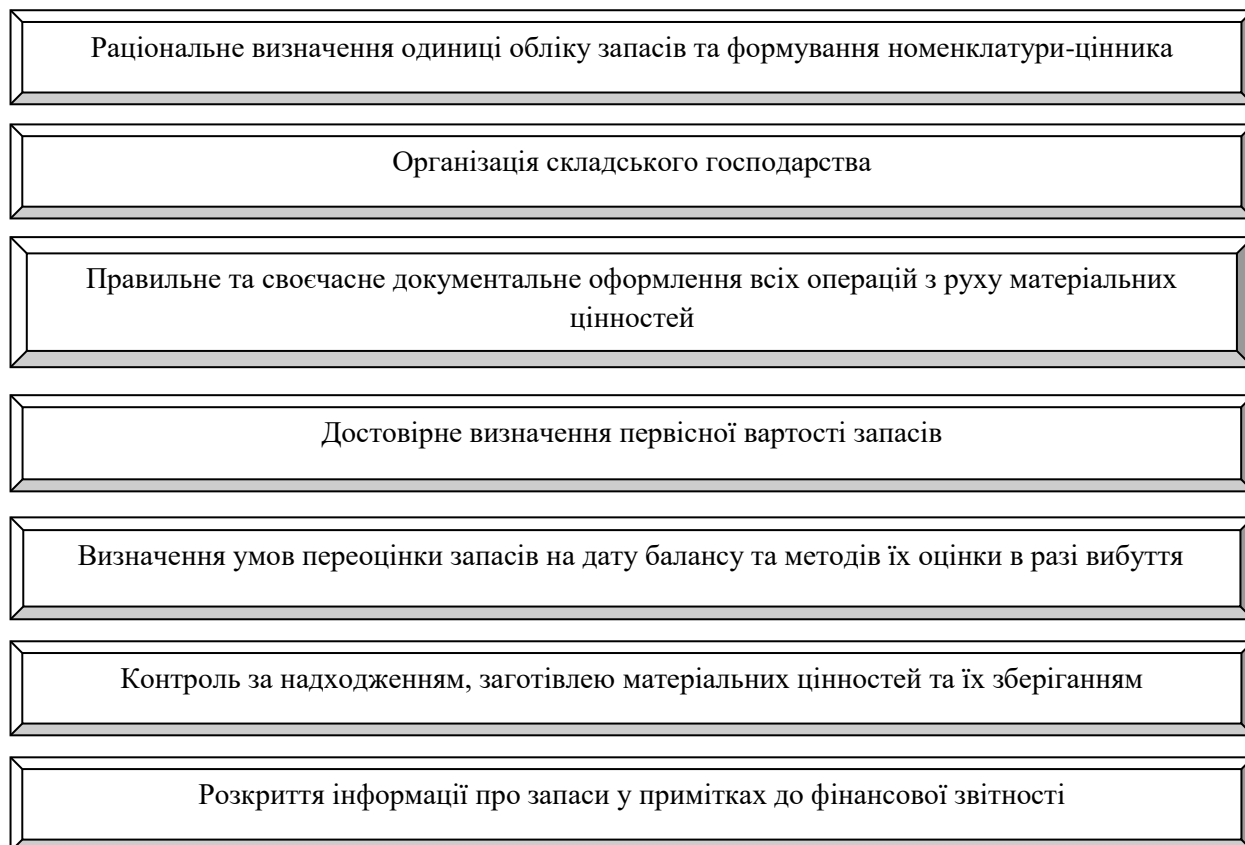 Раціональне визначення одиниці обліку запасів та формування номенклатури-цінника
Організація складського господарства
Правильне та своєчасне документальне оформлення всіх операцій з руху матеріальних
цінностей
Достовірне визначення первісної вартості запасів
Визначення умов переоцінки запасів на дату балансу та методів їх оцінки в разі вибуття
Контроль за надходженням, заготівлею матеріальних цінностей та їх зберіганням
Розкриття інформації про запаси у примітках до фінансової звітності